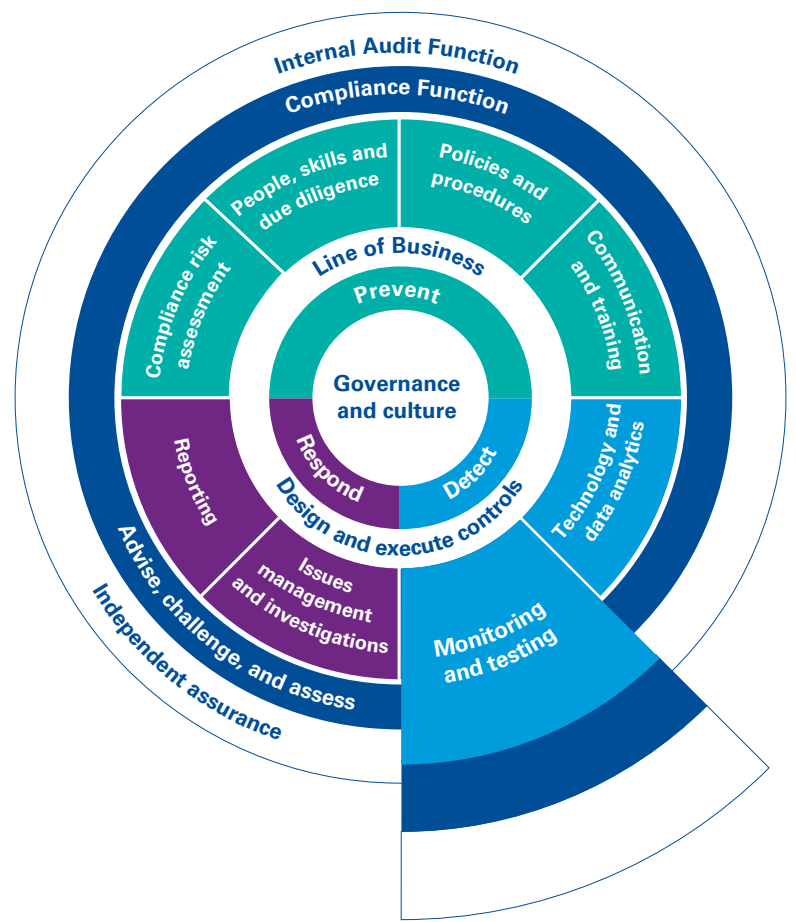 Internal Audit Function
Compliance Function
People, skills and
due diligence
Policies and
procedures
Compliance risk
assessment
Communication
and training
Line of Business
Prevent
Governance
and culture
Respond
Detect
Design and execute controls
Reporting
Technology and
data analytics
Issues
management
and investigations
Monitoring
and testing
Advise, challenge, and assess
Independent assurance